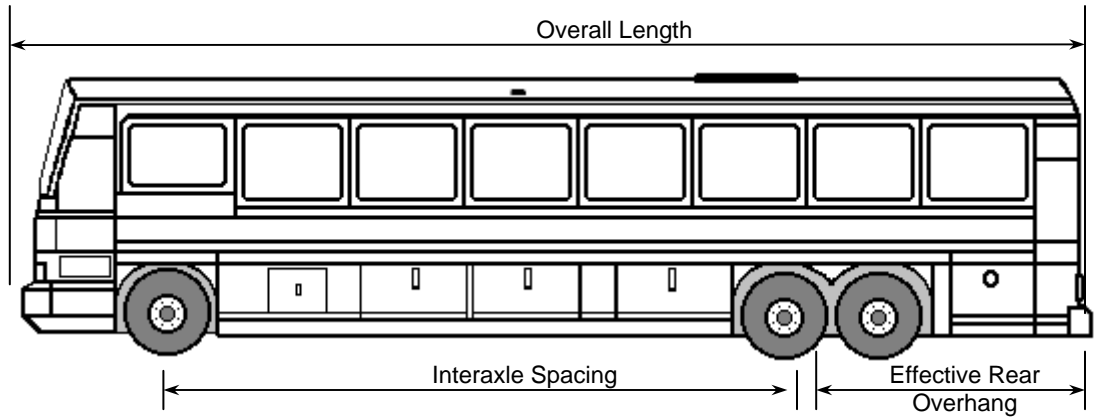 Overall Length
Interaxle Spacing
Effective Rear
Overhang